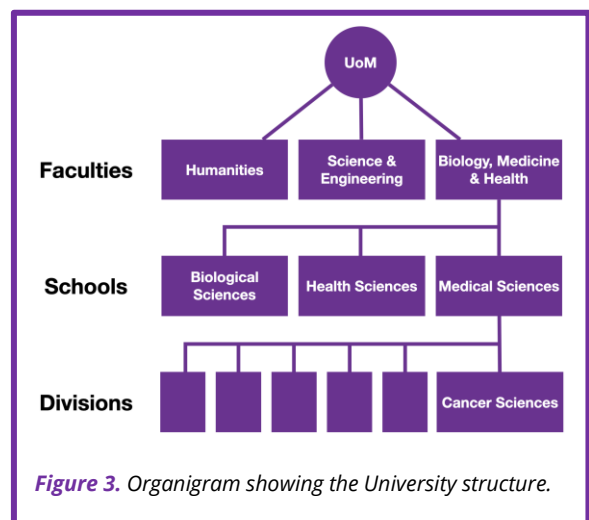 UoM
Faculties
Humanities
Science &
Engineering
Biology, Medicine
& Health
Schools
Biological
Sciences
Health Sciences
Medical Sciences
Divisions
Cancer Sciences
Figure 3. Organigram showing the University structure.